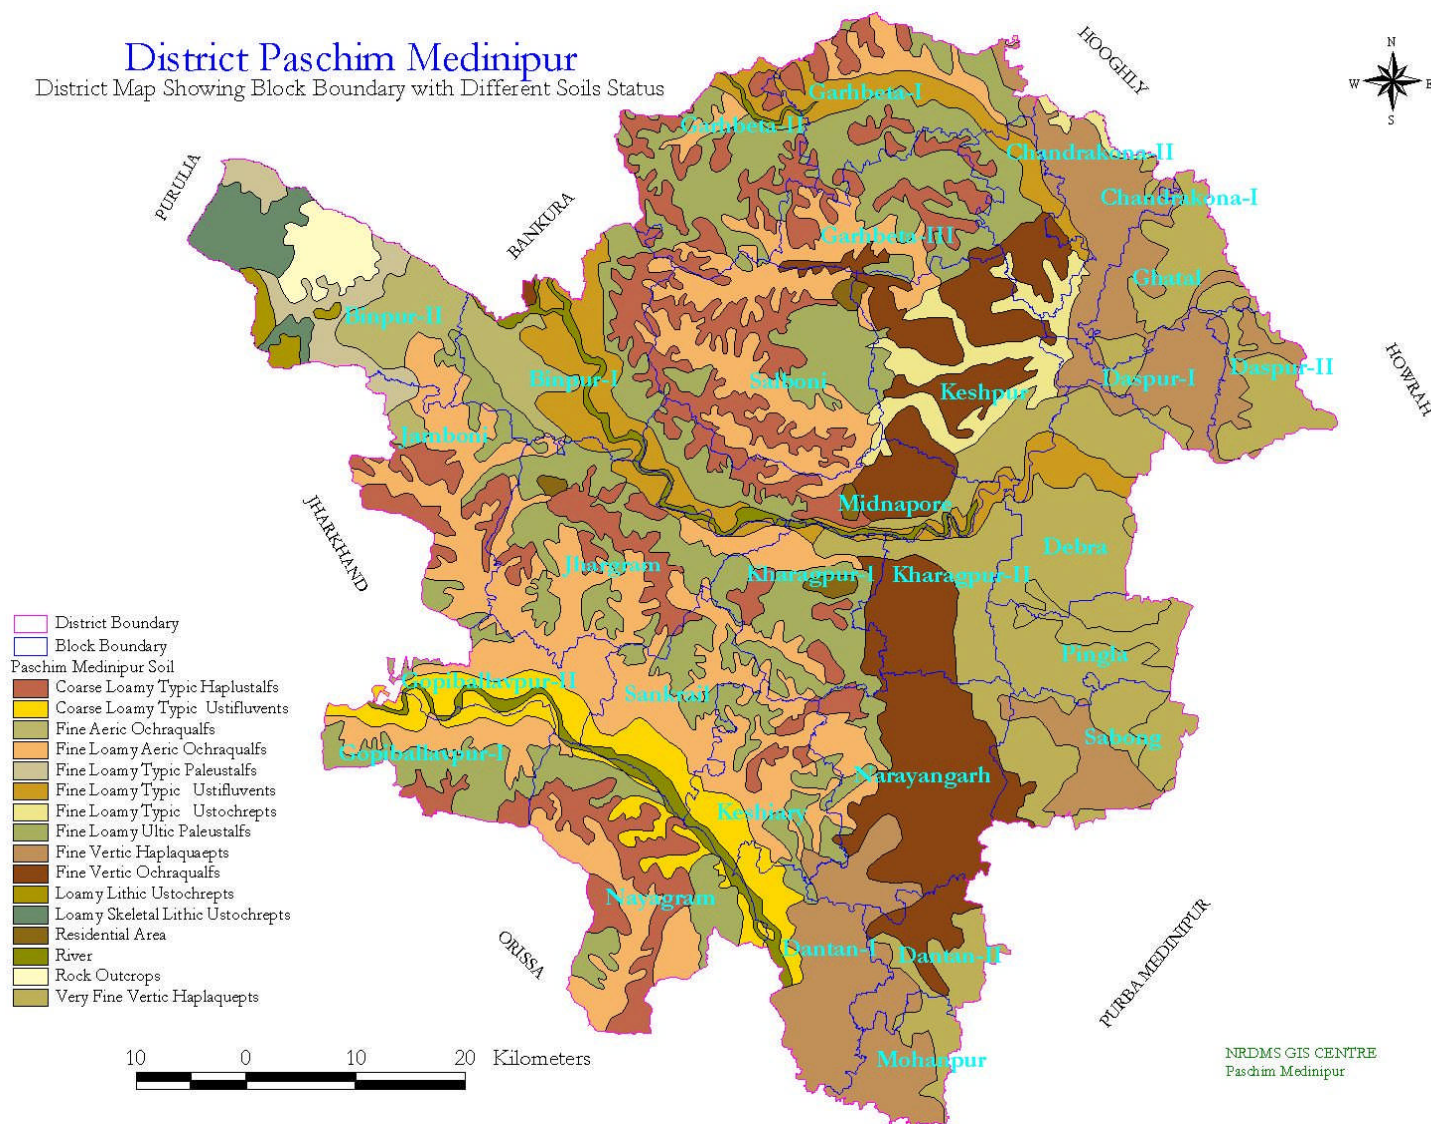 District Paschim Medinipur
District Map Showing Block Boundary with Different Soils Status
HOOGHLY
N
W E
S
PURULIA
BANKURA
HOWRAH
JHARKHAND
ORISSA
PURBA MEDINIPUR
Garhbeta-I
Garhbeta-II
Chandrakona-II
Chandrakona-I
Garhbeta-III
Ghatal
Binpur-II
Binpur-I
Salboni
Keshpur
Daspur-I
Daspur-II
Jamboni
Midnapore
Debra
Jhargram
Kharagpur-I
Kharagpur-II
Pingla
Gopiballavpur-II
Sankrail
Sabong
Gopiballavpur-I
Narayangarh
Keshiary
Nayagram
Dantan-I
Dantan-II
Mohanpur
District Boundary
Block Boundary
Paschim Medinipur Soil
Coarse Loamy Typic Haplustalfs
Coarse Loamy Typic Ustifluvents
Fine Aeric Ochraqualfs
Fine Loamy Aeric Ochraqualfs
Fine Loamy Typic Paleustalfs
Fine Loamy Typic Ustifluvents
Fine Loamy Typic Ustochrepts
Fine Loamy Ultic Paleustalfs
Fine Vertic Haplaquaepts
Fine Vertic Ochraqualfs
Loamy Lithic Ustochrepts
Loamy Skeletal Lithic Ustochrepts
Residential Area
River
Rock Outcrops
Very Fine Vertic Haplaquepts
10 0 10 20 Kilometers
NRDMS GIS CENTRE
Paschim Medinipur